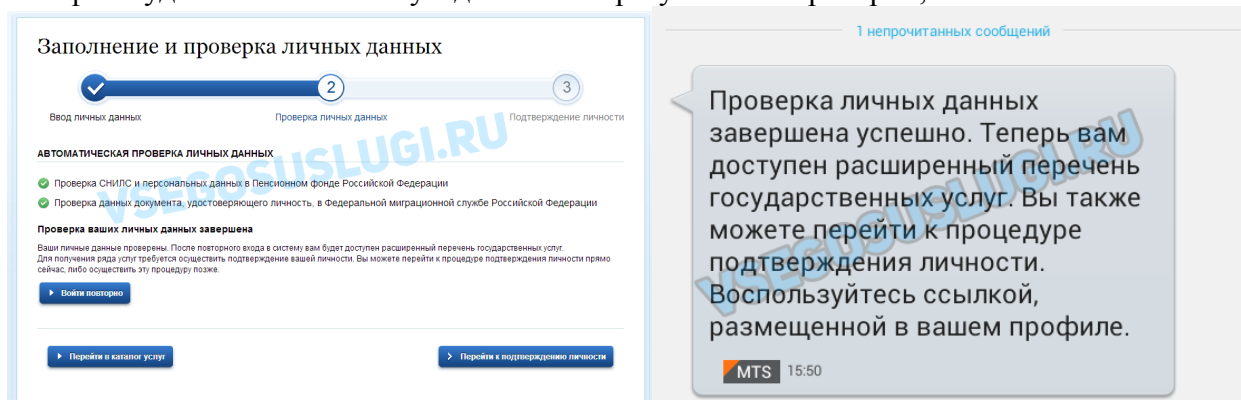 Заполнение и проверка личных данных
2
3
Ввод личных данных
Проверка личных данных
Подтверждение личности
АВТОМАТИЧЕСКАЯ ПРОВЕРКА ЛИЧНЫХ ДАННЫХ
Проверка СНИЛС и персональных данных в Пенсионном фонде Российской Федерации
Проверка данных документа, удостоверяющего личность, в Федеральной миграционной службе Российской Федерации
Проверка ваших личных данных завершена
Ваши личные данные проверены. После повторного входа в систему вам будет доступен расширенный перечень государственных услуг.
Для получения ряда услуг требуется осуществить подтверждение вашей личности. Вы можете перейти к процедуре подтверждения личности прямо
сейчас, либо осуществить эту процедуру позже.
Войти повторно
Перейти в каталог услуг
Перейти к подтверждению личности
VSEGOSUSLUGI.RU
1 непрочитанных сообщений
Проверка личных данных
завершена успешно. Теперь вам
доступен расширенный перечень
государственных услуг. Вы также
можете перейти к процедуре
подтверждения личности.
Воспользуйтесь ссылкой,
размещенной в вашем профиле.
MTS 15:50
VSEGOSUSLUGI.RU